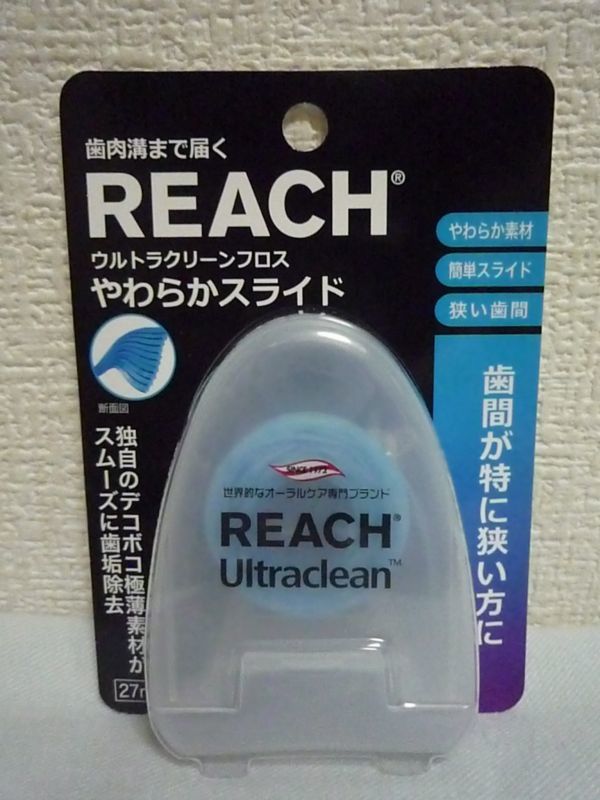 歯肉溝まで届く
REACH®
ウルトラクリーンフロス
やわらかスライド
やわらか素材
簡単スライド
狭い歯間
断面図
独自のデコボコ極薄素材が
スムーズに歯垢除去
歯間が特に狭い方に
SINCE 1972
世界的なオーラルケア専門ブランド
REACH®
Ultraclean™